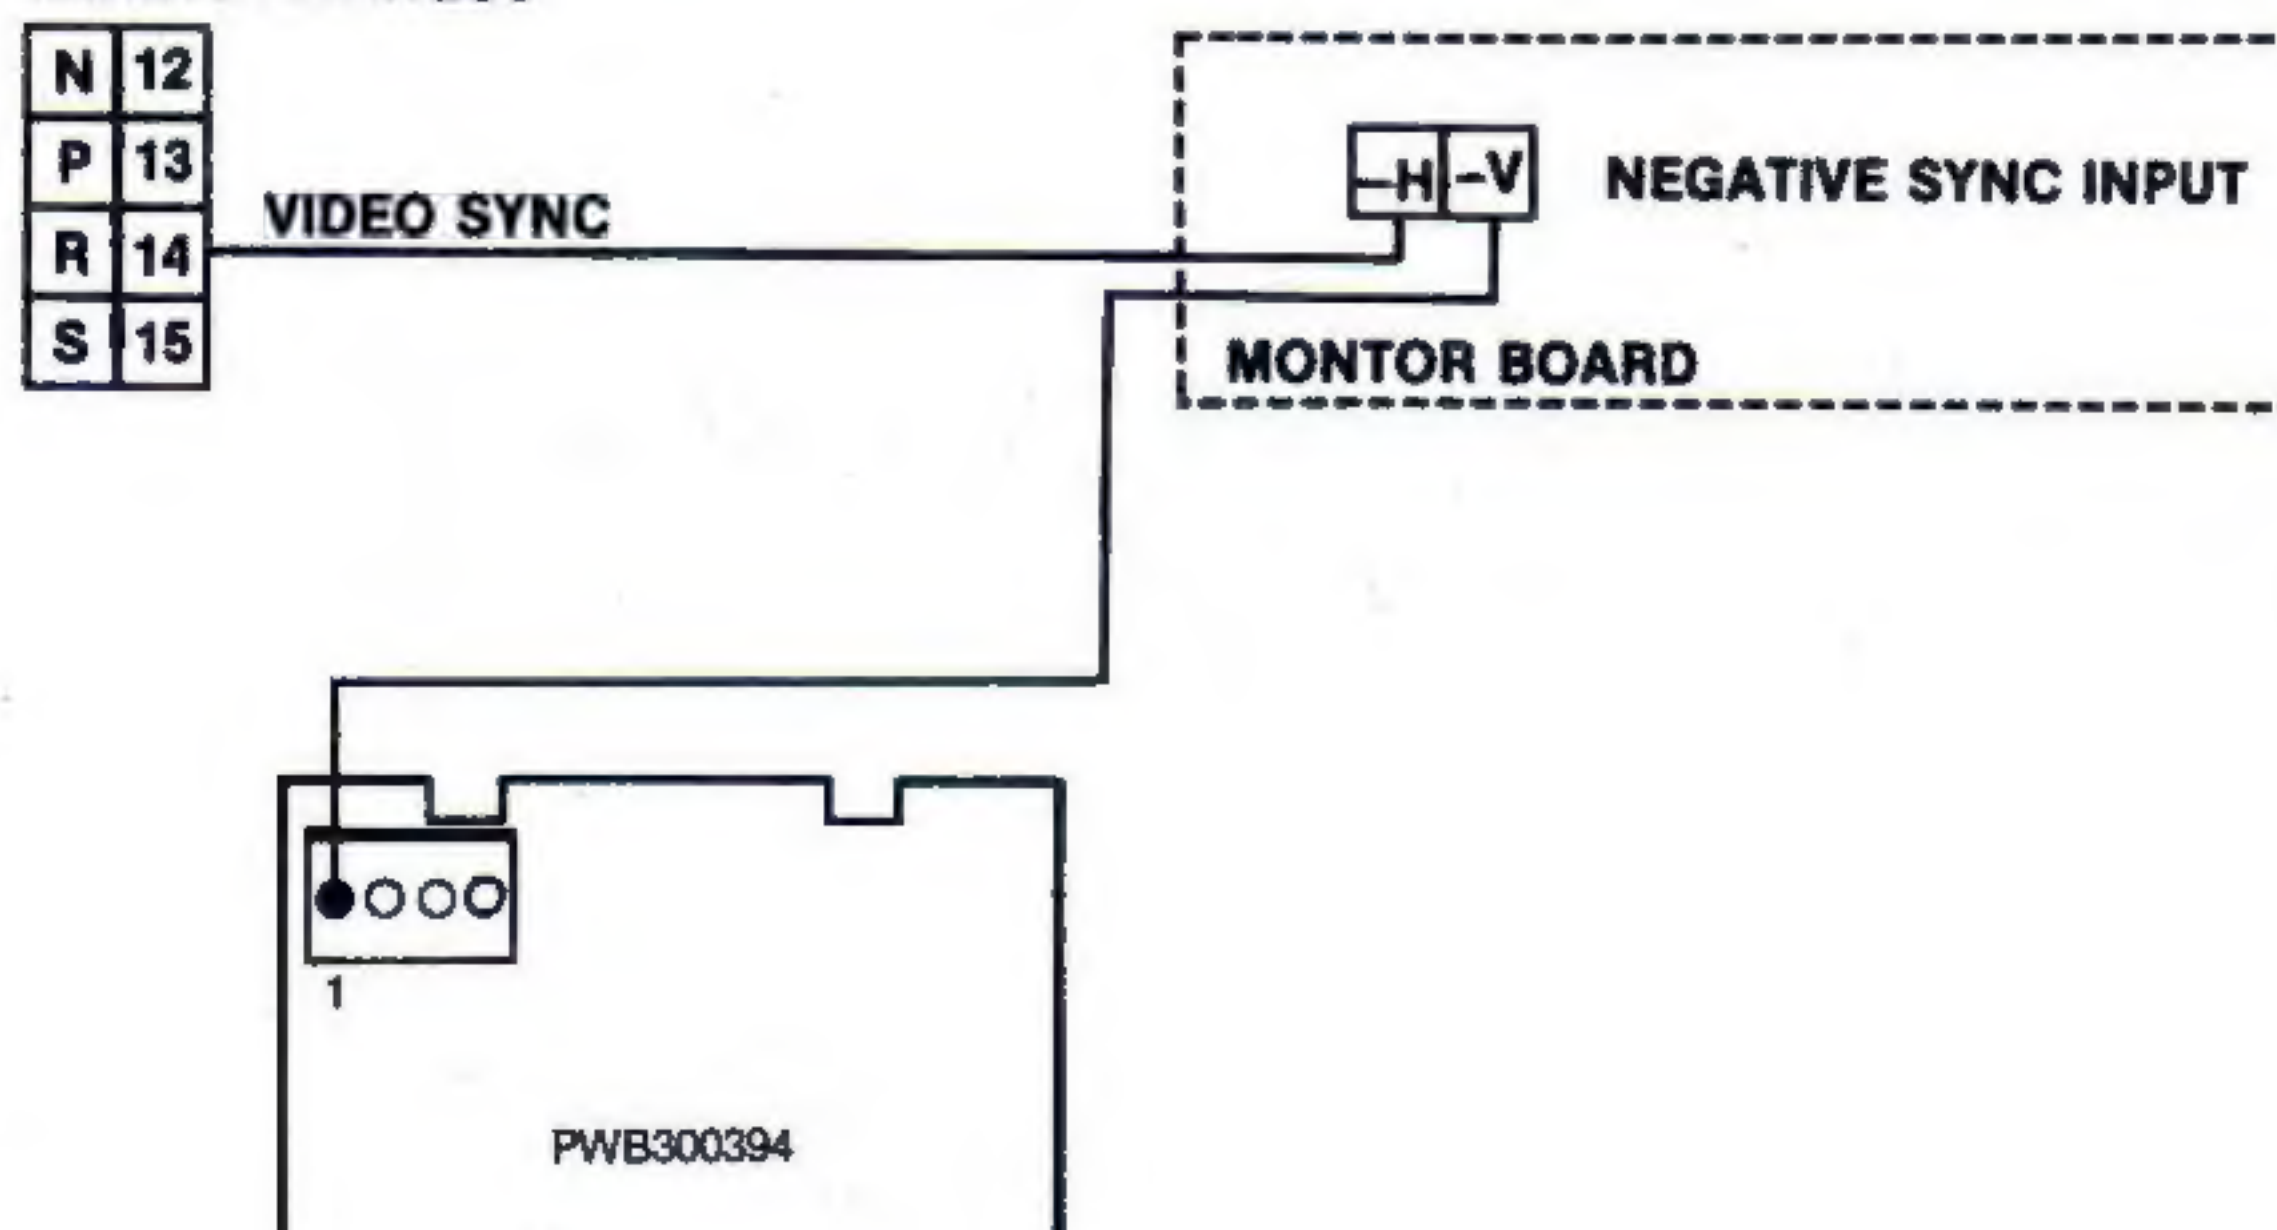 N 12
P 13
R 14
S 15
VIDEO SYNC
–H –V
NEGATIVE SYNC INPUT
MONTOR BOARD
1
PWB300394